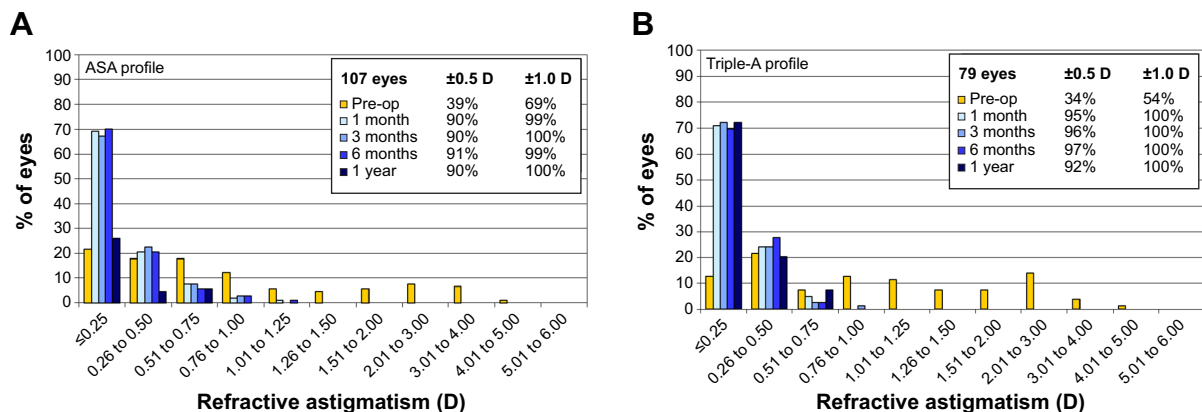 A
ASA profile
% of eyes
100
90
80
70
60
50
40
30
20
10
0
107 eyes ±0.5 D ±1.0 D
Pre-op 39% 69%
1 month 90% 99%
3 months 90% 100%
6 months 91% 99%
1 year 90% 100%
≤0.25
0.26 to 0.50
0.51 to 0.75
0.76 to 1.00
1.01 to 1.25
1.26 to 1.50
1.51 to 2.00
2.01 to 3.00
3.01 to 4.00
4.01 to 5.00
5.01 to 6.00
Refractive astigmatism (D)
B
Triple-A profile
% of eyes
100
90
80
70
60
50
40
30
20
10
0
79 eyes ±0.5 D ±1.0 D
Pre-op 34% 54%
1 month 95% 100%
3 months 96% 100%
6 months 97% 100%
1 year 92% 100%
≤0.25
0.26 to 0.50
0.51 to 0.75
0.76 to 1.00
1.01 to 1.25
1.26 to 1.50
1.51 to 2.00
2.01 to 3.00
3.01 to 4.00
4.01 to 5.00
5.01 to 6.00
Refractive astigmatism (D)